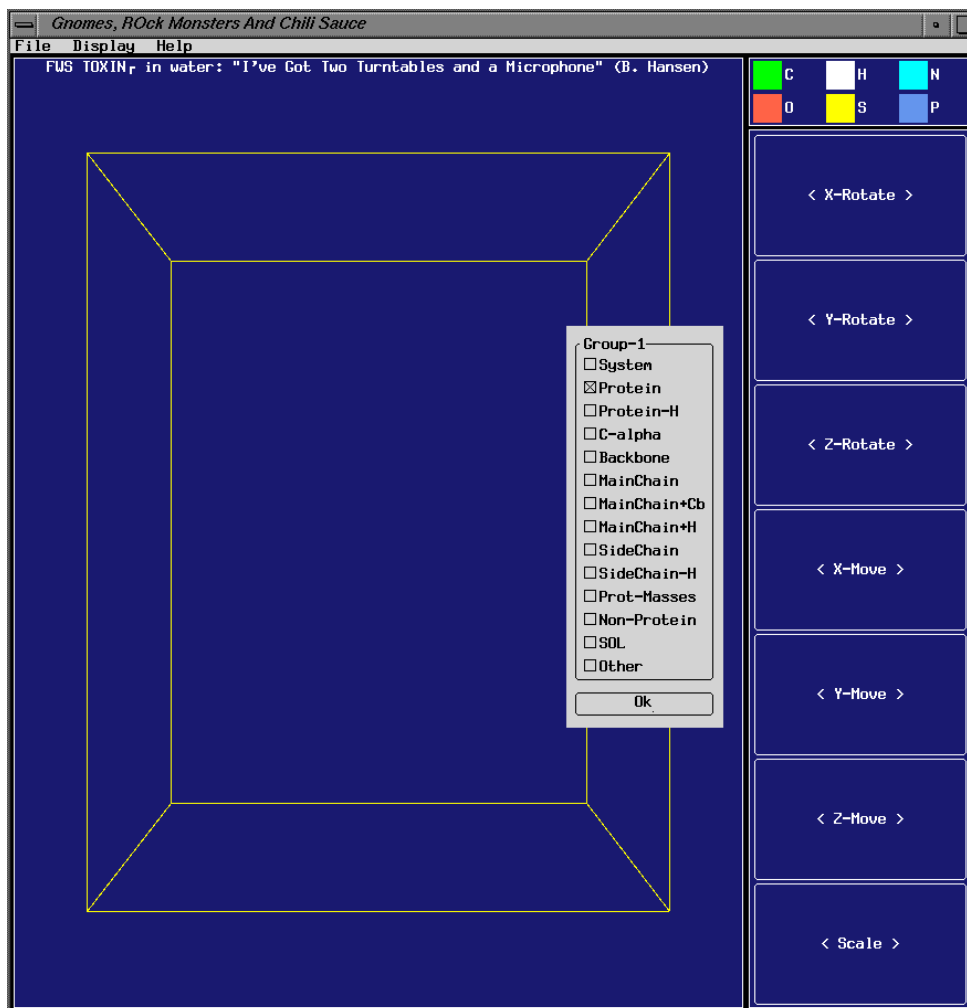 Gnomes, ROck Monsters And Chili Sauce
File Display Help
FWS TOXINr in water: "I've Got Two Turntables and a Microphone" (B. Hansen)
C H N
O S P
< X-Rotate >
< Y-Rotate >
< Z-Rotate >
< X-Move >
< Y-Move >
< Z-Move >
< Scale >
Group-1
System
Protein
Protein-H
C-alpha
Backbone
MainChain
MainChain+Cb
MainChain+H
SideChain
SideChain-H
Prot-Masses
Non-Protein
SOL
Other
Ok